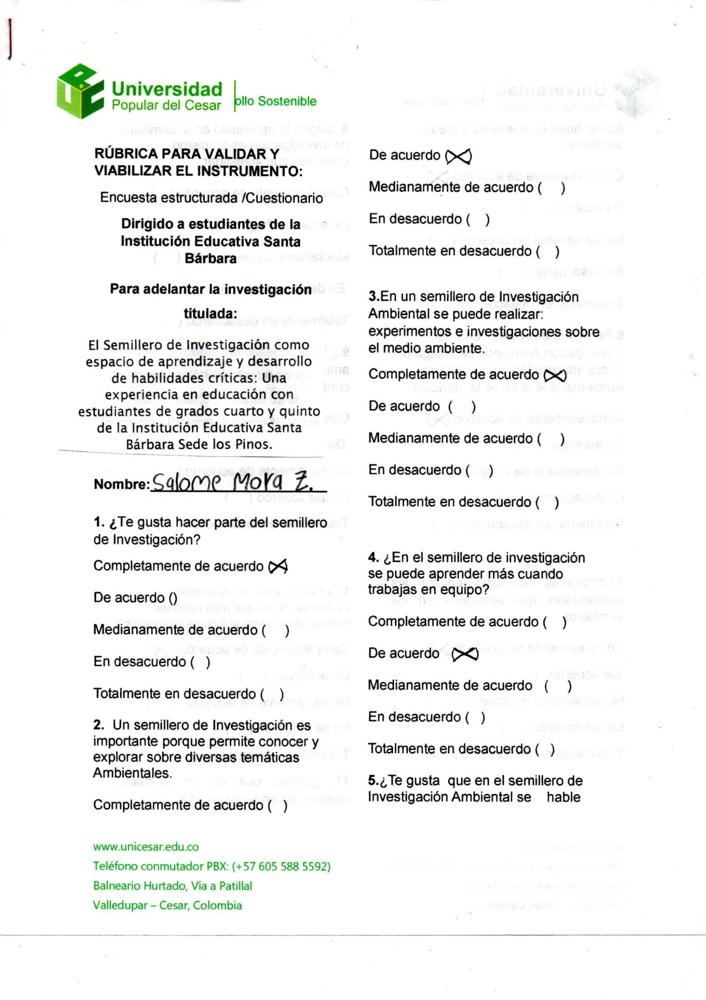 Universidad
Popular del Cesar
ollo Sostenible
RÚBRICA PARA VALIDAR Y
VIABILIZAR EL INSTRUMENTO:
Encuesta estructurada /Cuestionario
Dirigido a estudiantes de la
Institución Educativa Santa
Bárbara
Para adelantar la investigación
titulada:
El Semillero de Investigación como
espacio de aprendizaje y desarrollo
de habilidades críticas: Una
experiencia en educación con
estudiantes de grados cuarto y quinto
de la Institución Educativa Santa
Bárbara Sede los Pinos.
Nombre: Salome Mora Z.
1. ¿Te gusta hacer parte del semillero
de Investigación?
Completamente de acuerdo (X)
De acuerdo ()
Medianamente de acuerdo ( )
En desacuerdo ( )
Totalmente en desacuerdo ( )
2. Un semillero de Investigación es
importante porque permite conocer y
explorar sobre diversas temáticas
Ambientales.
Completamente de acuerdo ( )
De acuerdo (X)
Medianamente de acuerdo ( )
En desacuerdo ( )
Totalmente en desacuerdo ( )
3.En un semillero de Investigación
Ambiental se puede realizar:
experimentos e investigaciones sobre
el medio ambiente.
Completamente de acuerdo (X)
De acuerdo ( )
Medianamente de acuerdo ( )
En desacuerdo ( )
Totalmente en desacuerdo ( )
4. ¿En el semillero de investigación
se puede aprender más cuando
trabajas en equipo?
Completamente de acuerdo ( )
De acuerdo (X)
Medianamente de acuerdo ( )
En desacuerdo ( )
Totalmente en desacuerdo ( )
5.¿Te gusta que en el semillero de
Investigación Ambiental se hable
www.unicesar.edu.co
Teléfono conmutador PBX: (+57 605 588 5592)
Balneario Hurtado, Vía a Patillal
Valledupar – Cesar, Colombia